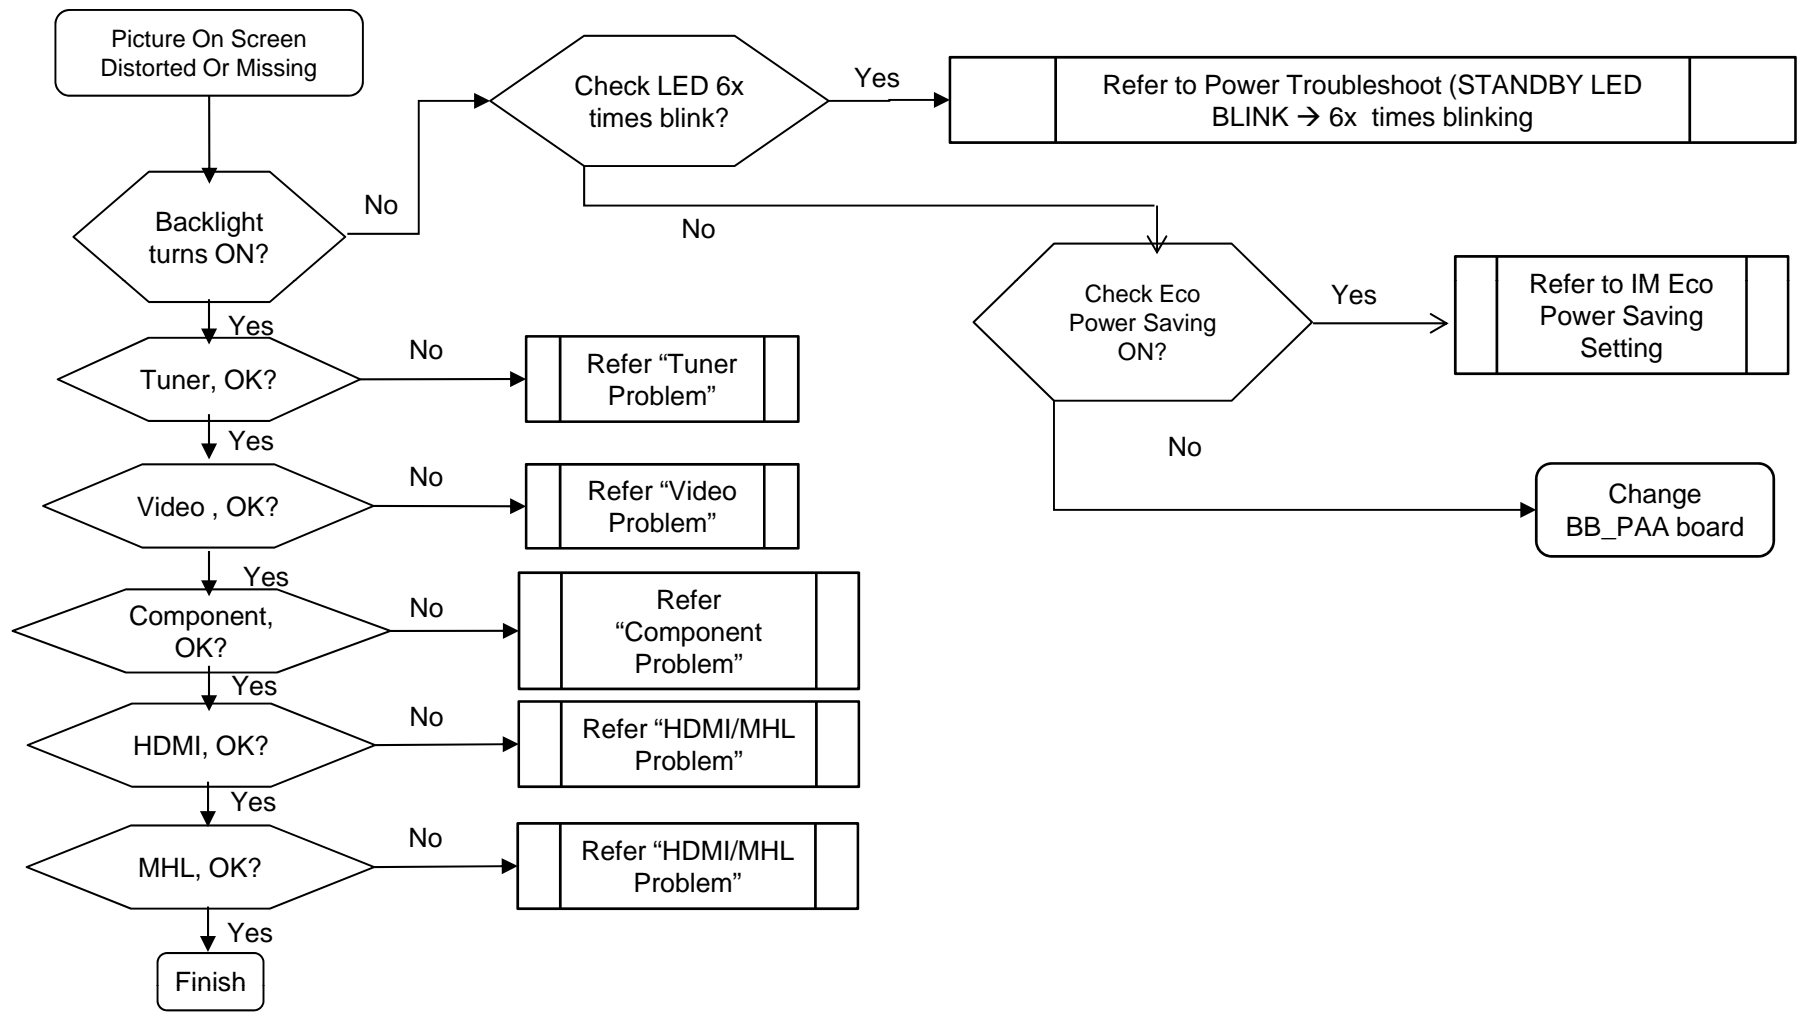 Picture On Screen
Distorted Or Missing
Check LED 6x
times blink?
Yes
Refer to Power Troubleshoot (STANDBY LED
BLINK → 6x  times blinking
No
Backlight
turns ON?
No
Check Eco
Power Saving
ON?
Yes
Refer to IM Eco
Power Saving
Setting
No
Change
BB_PAA board
Yes
Tuner, OK?
No
Refer “Tuner
Problem”
Yes
Video , OK?
No
Refer “Video
Problem”
Yes
Component,
OK?
No
Refer
“Component
Problem”
Yes
HDMI, OK?
No
Refer “HDMI/MHL
Problem”
Yes
MHL, OK?
No
Refer “HDMI/MHL
Problem”
Yes
Finish